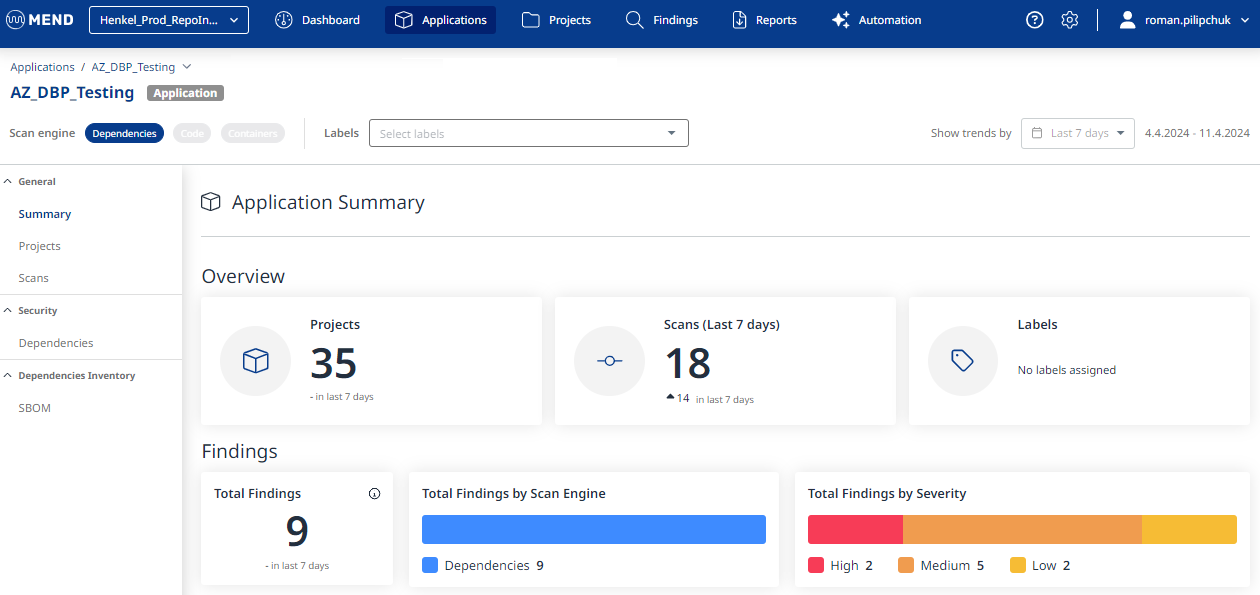 MEND Henkel_Prod_RepoIn... Dashboard Applications Projects Findings Reports Automation roman.pilipchuk
Applications / AZ_DBP_Testing
AZ_DBP_Testing Application
Scan engine Dependencies Code Containers Labels Select labels Show trends by Last 7 days 4.4.2024 - 11.4.2024
General
Summary
Projects
Scans
Security
Dependencies
Dependencies Inventory
SBOM
Application Summary
Overview
Projects
35
- in last 7 days
Scans (Last 7 days)
18
14 in last 7 days
Labels
No labels assigned
Findings
Total Findings
9
- in last 7 days
Total Findings by Scan Engine
Dependencies 9
Total Findings by Severity
High 2 Medium 5 Low 2